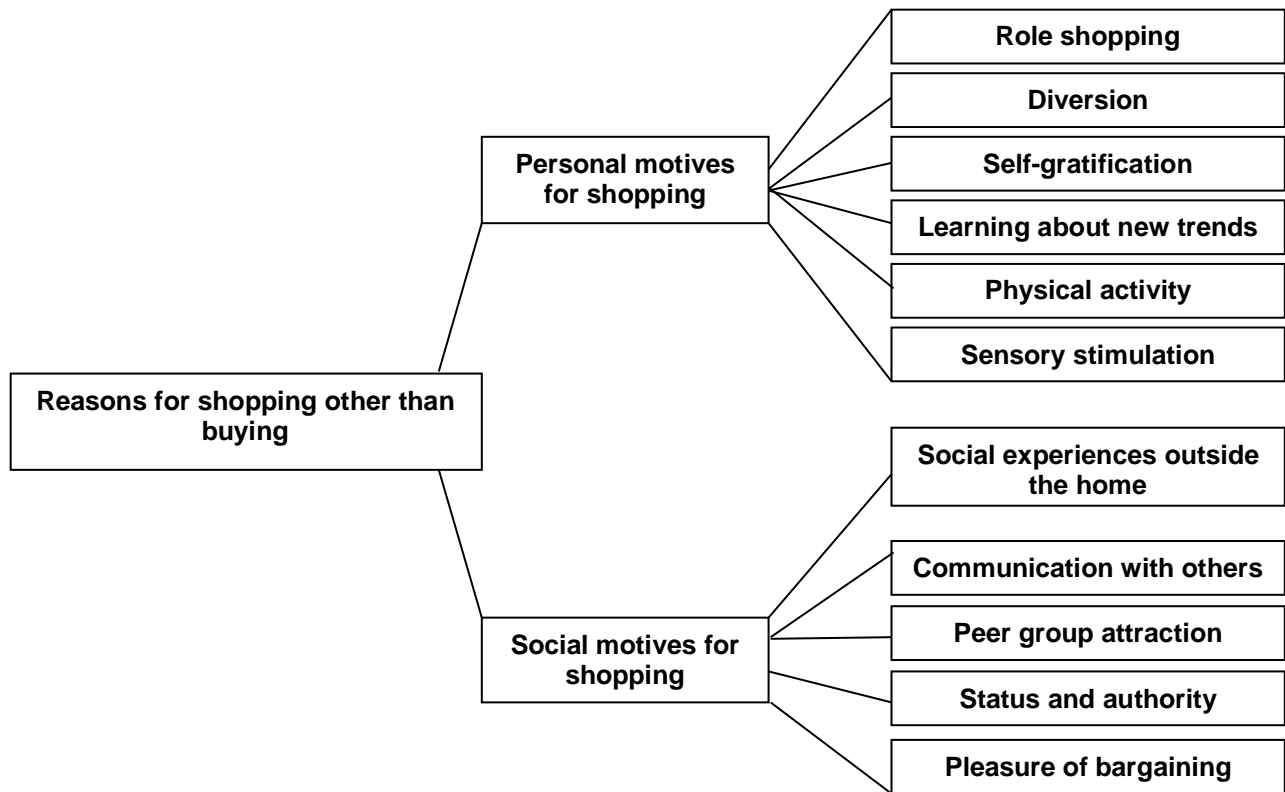 Role shopping
Diversion
Personal motives
for shopping
Self-gratification
Learning about new trends
Physical activity
Sensory stimulation
Reasons for shopping other than
buying
Social experiences outside
the home
Communication with others
Social motives for
shopping
Peer group attraction
Status and authority
Pleasure of bargaining